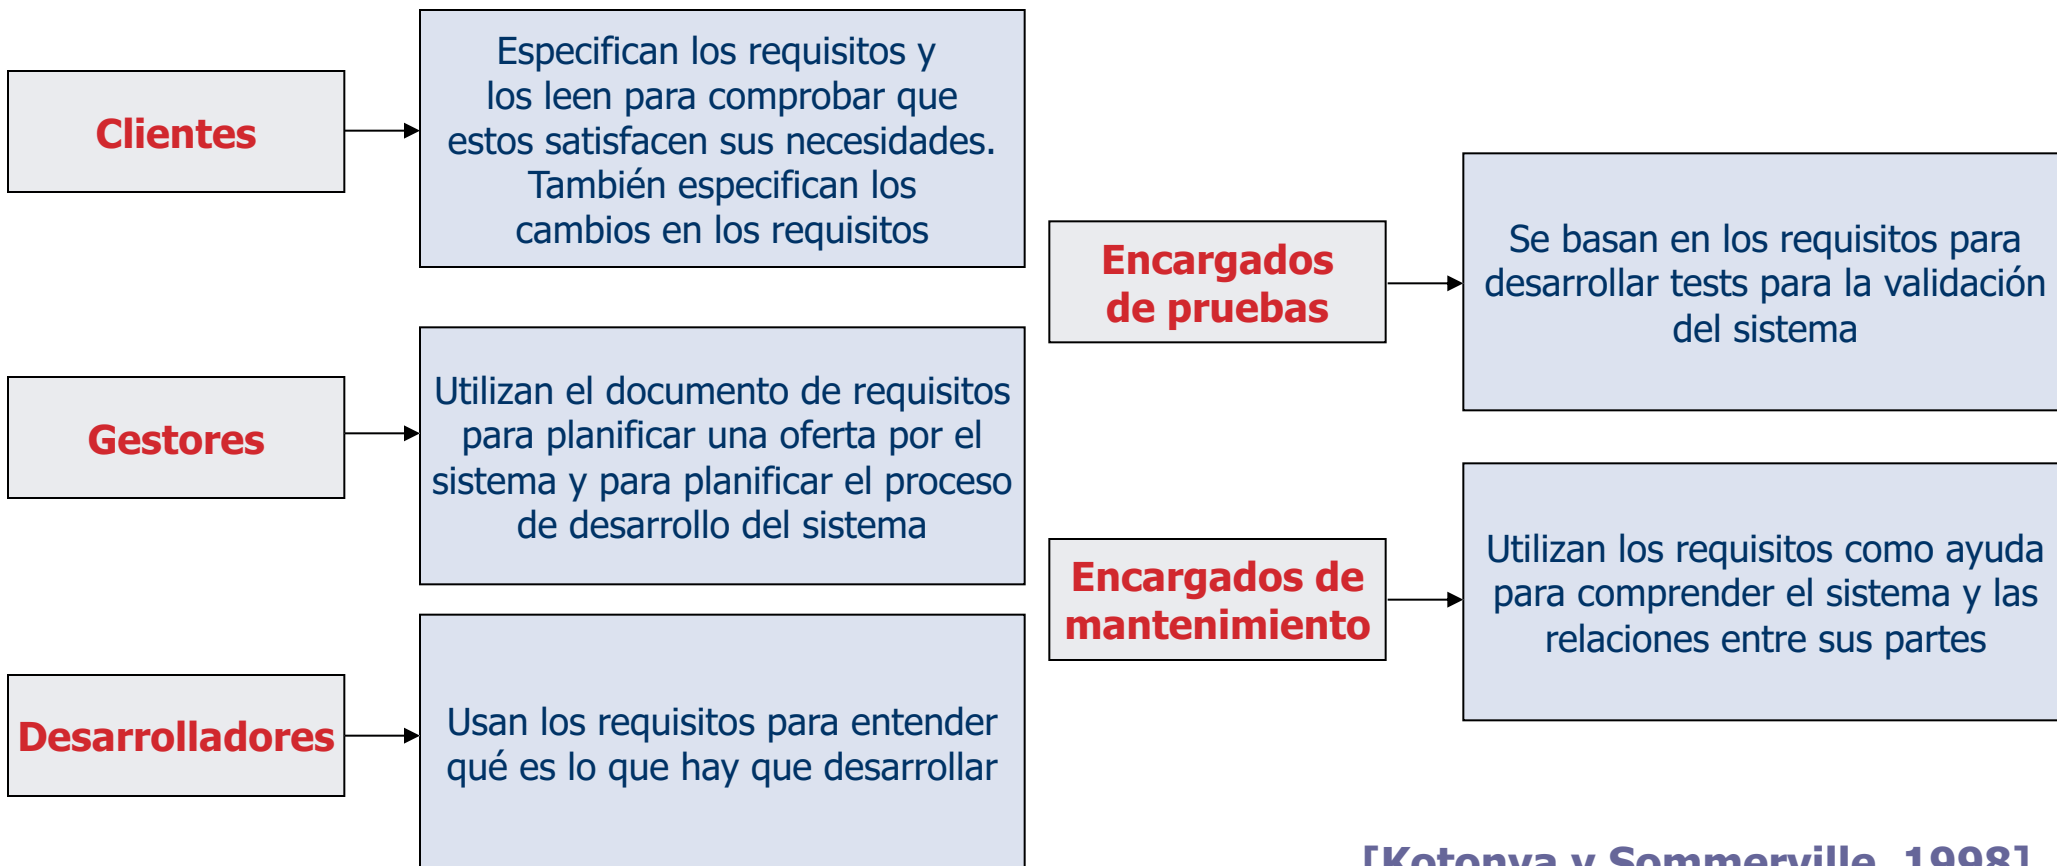 Clientes
Especifican los requisitos y
los leen para comprobar que
estos satisfacen sus necesidades.
También especifican los
cambios en los requisitos
Gestores
Utilizan el documento de requisitos
para planificar una oferta por el
sistema y para planificar el proceso
de desarrollo del sistema
Desarrolladores
Usan los requisitos para entender
qué es lo que hay que desarrollar
Encargados
de pruebas
Se basan en los requisitos para
desarrollar tests para la validación
del sistema
Encargados de
mantenimiento
Utilizan los requisitos como ayuda
para comprender el sistema y las
relaciones entre sus partes
[Kotonya y Sommerville, 1998]